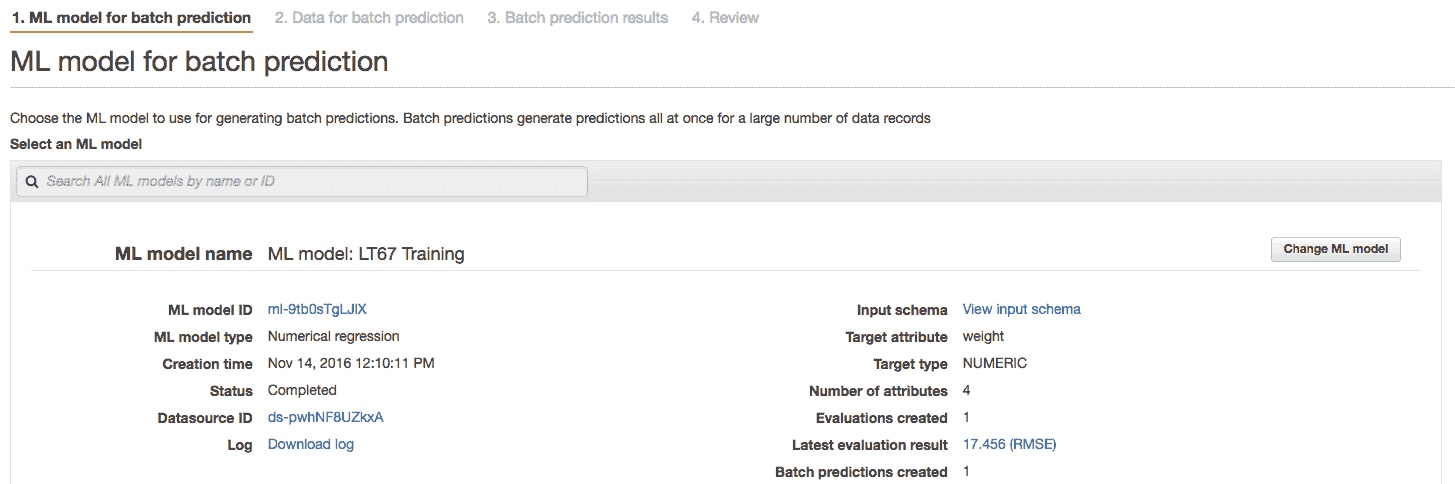 1. ML model for batch prediction 2. Data for batch prediction 3. Batch prediction results 4. Review
ML model for batch prediction
Choose the ML model to use for generating batch predictions. Batch predictions generate predictions all at once for a large number of data records
Select an ML model
Search All ML models by name or ID
ML model name ML model: LT67 Training Change ML model
ML model ID ml-9tb0sTgLJlX Input schema View input schema
ML model type Numerical regression Target attribute weight
Creation time Nov 14, 2016 12:10:11 PM Target type NUMERIC
Status Completed Number of attributes 4
Datasource ID ds-pwhNF8UZkxA Evaluations created 1
Log Download log Latest evaluation result 17.456 (RMSE)
Batch predictions created 1